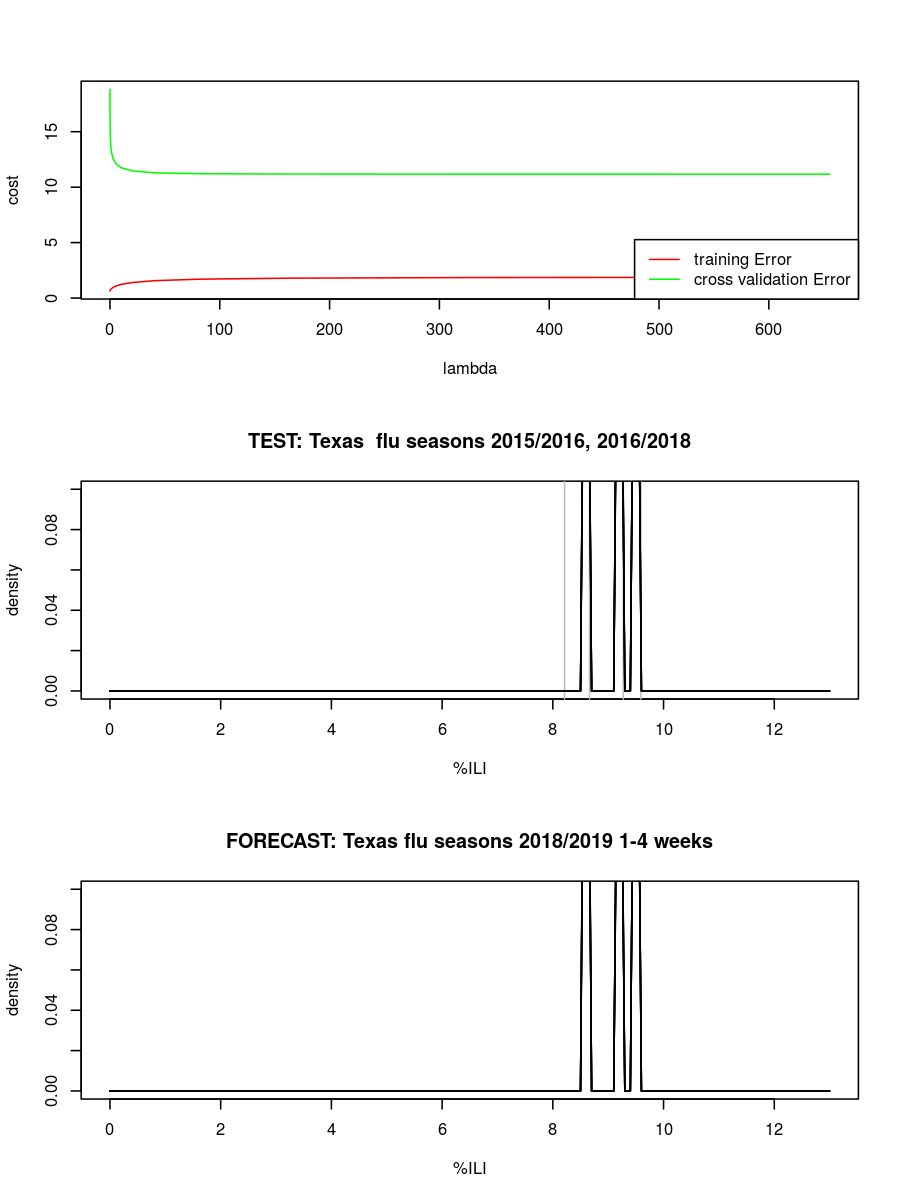 15
10
5
0
cost
training Error
cross validation Error
0 100 200 300 400 500 600
lambda
TEST: Texas  flu seasons 2015/2016, 2016/2018
0.08
0.04
0.00
density
0 2 4 6 8 10 12
%ILI
FORECAST: Texas flu seasons 2018/2019 1-4 weeks
0.08
0.04
0.00
density
0 2 4 6 8 10 12
%ILI